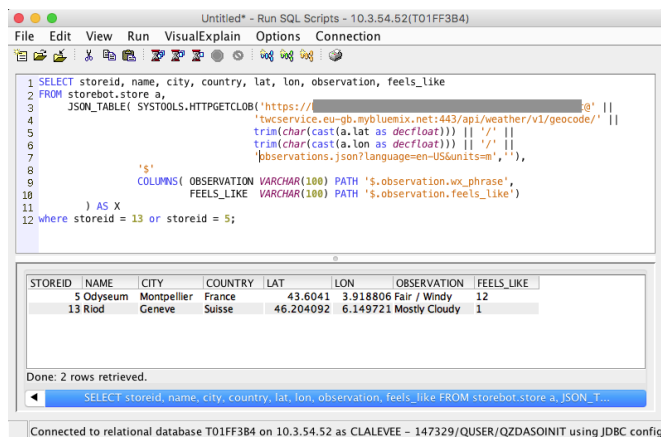 Untitled* - Run SQL Scripts - 10.3.54.52(T01FF3B4)
File Edit View Run VisualExplain Options Connection
1 SELECT storeid, name, city, country, lat, lon, observation, feels_like
2 FROM storebot.store a,
3 JSON_TABLE( SYSTOOLS.HTTPGETCLOB('https:// @' ||
4 'twcservice.eu-gb.mybluemix.net:443/api/weather/v1/geocode/' ||
5 trim(char(cast(a.lat as decfloat))) || '/' ||
6 trim(char(cast(a.lon as decfloat))) || '/' ||
7 'observations.json?language=en-US&units=m',''),
8 '$'
9 COLUMNS( OBSERVATION VARCHAR(100) PATH '$.observation.wx_phrase',
10 FEELS_LIKE VARCHAR(100) PATH '$.observation.feels_like')
11 ) AS X
12 where storeid = 13 or storeid = 5;
STOREID NAME CITY COUNTRY LAT LON OBSERVATION FEELS_LIKE
5 Odyseum Montpellier France 43.6041 3.918806 Fair / Windy 12
13 Riod Geneve Suisse 46.204092 6.149721 Mostly Cloudy 1
Done: 2 rows retrieved.
SELECT storeid, name, city, country, lat, lon, observation, feels_like FROM storebot.store a, JSON_T...
Connected to relational database T01FF3B4 on 10.3.54.52 as CLALEVEE - 147329/QUSER/QZDASOINIT using JDBC config